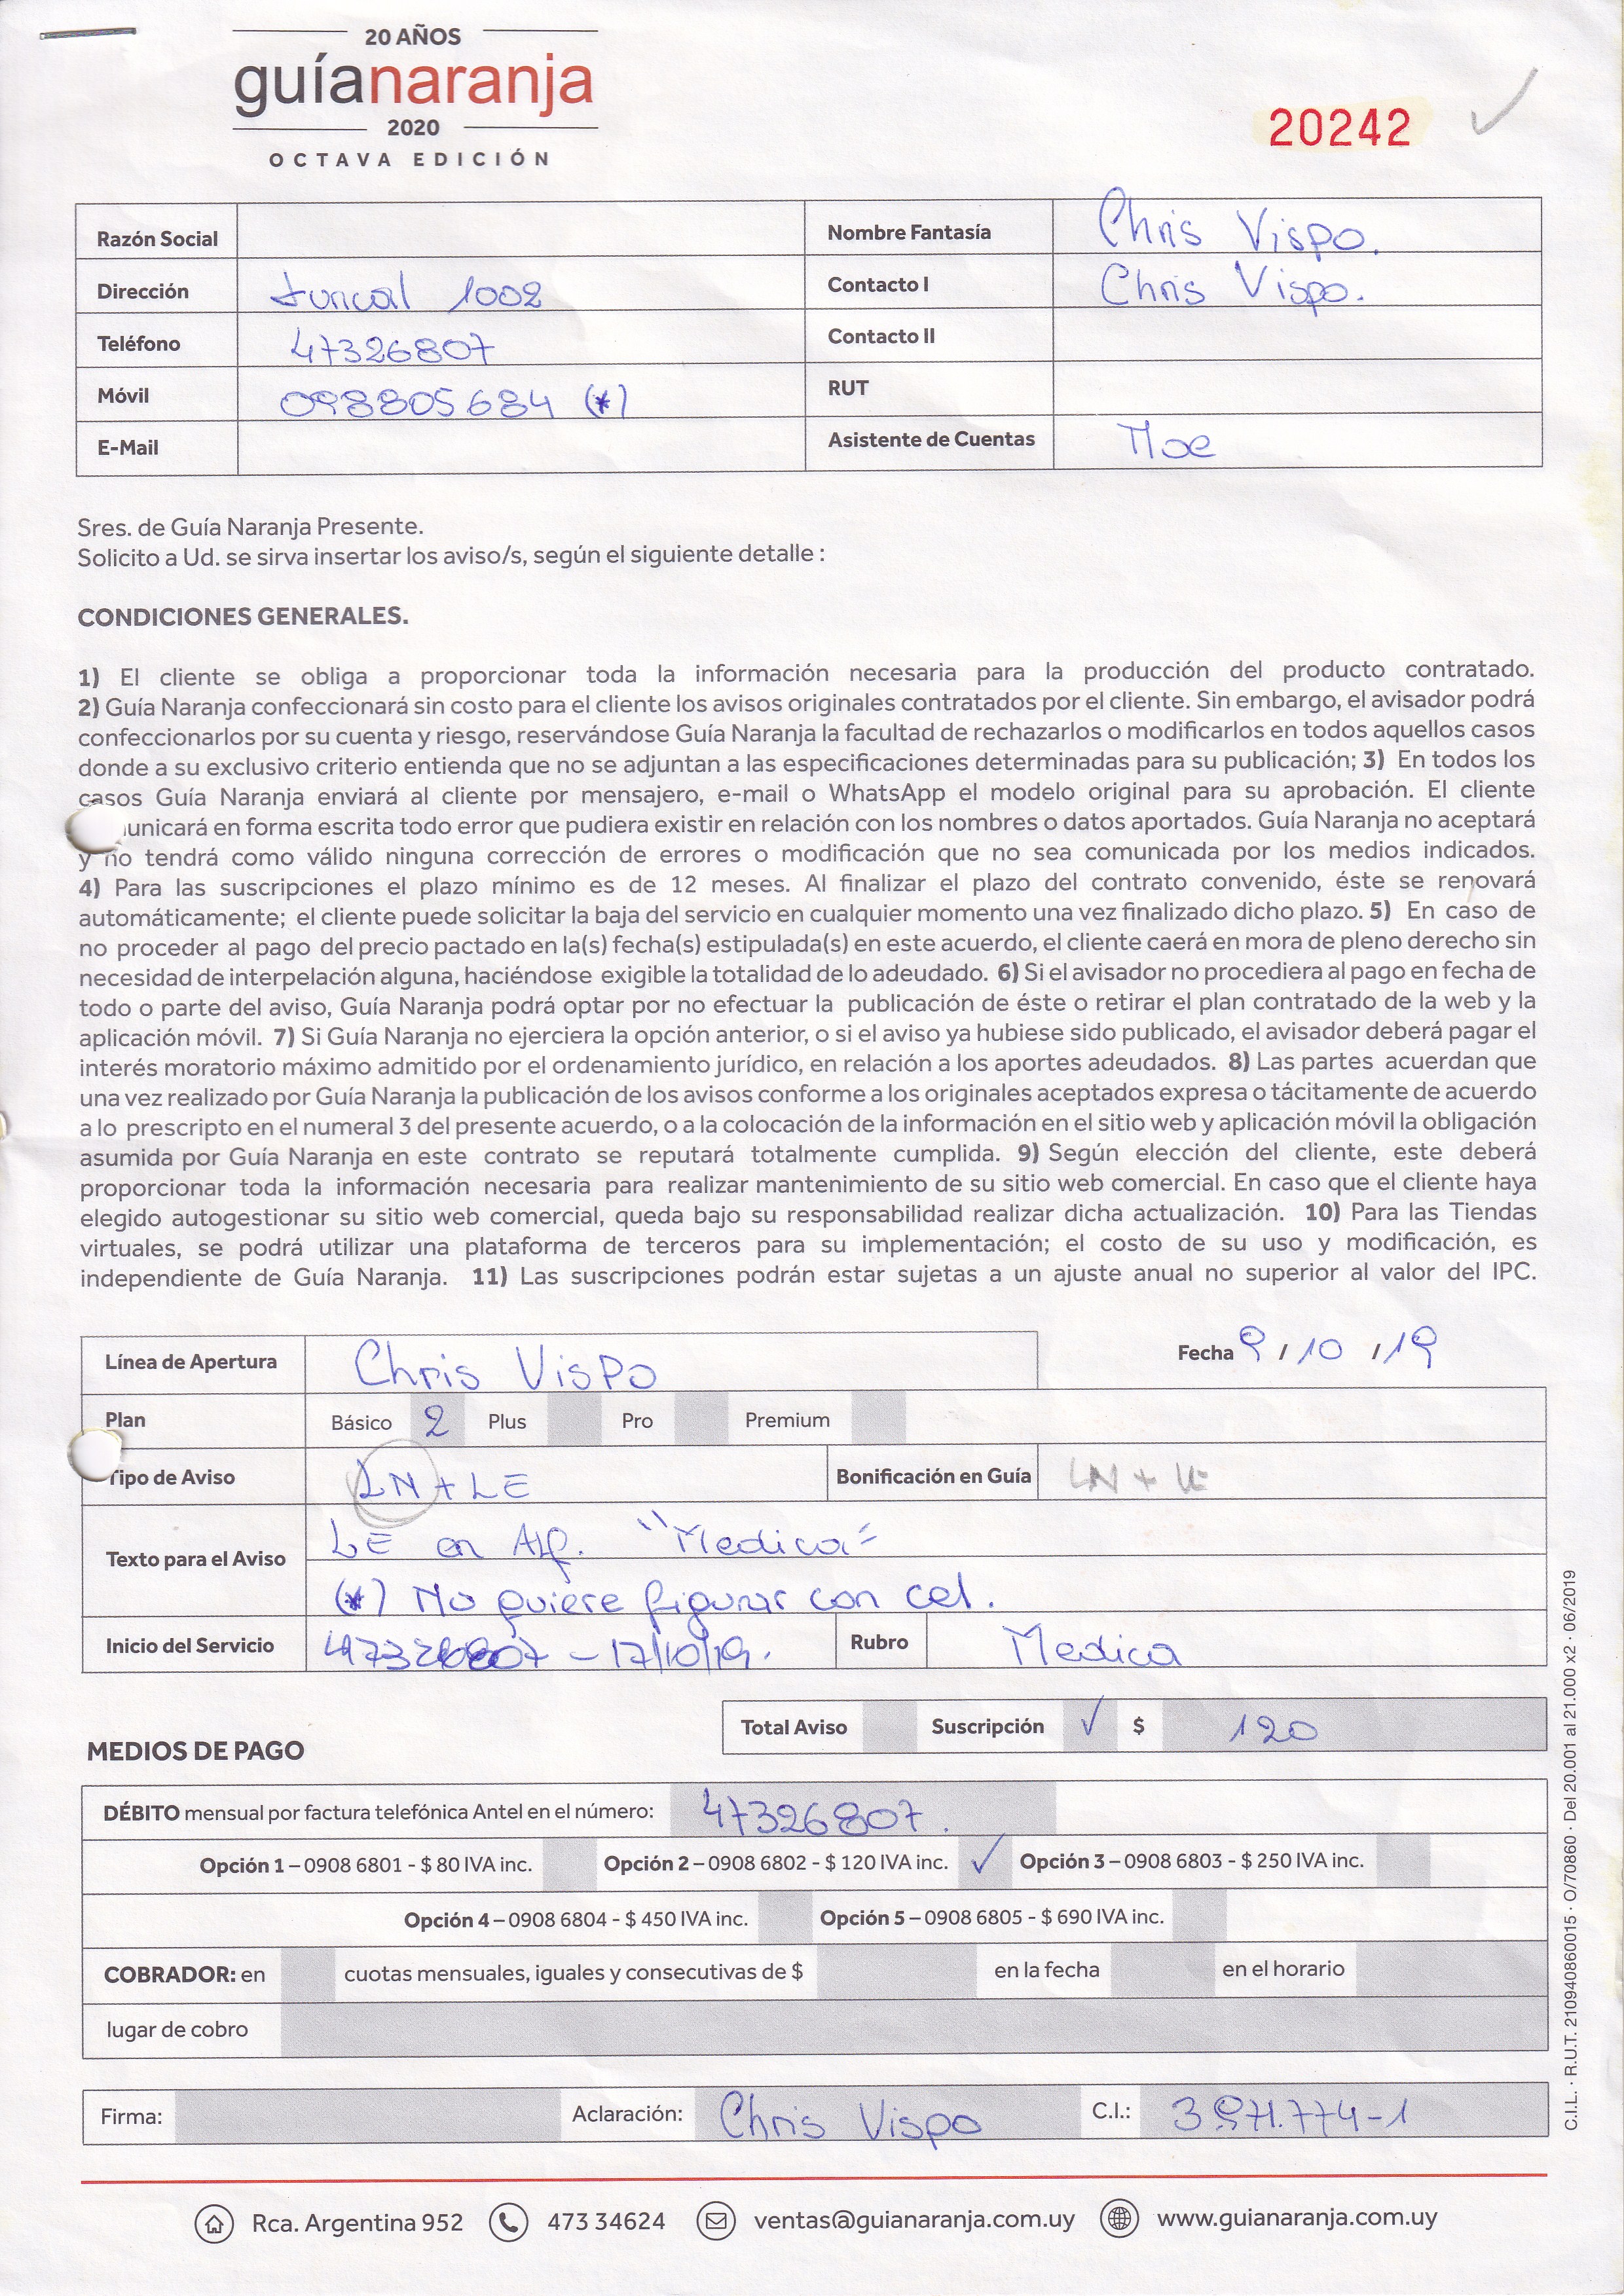 20 AÑOS
guíanaranja
2020
OCTAVA EDICIÓN
20242
Razón Social
Nombre Fantasía Chris Vispo.
Dirección Juncal 1002
Contacto I Chris Vispo.
Teléfono 47326807
Contacto II
Móvil 098805684 (*)
RUT
E-Mail
Asistente de Cuentas Noe
Sres. de Guía Naranja Presente.
Solicito a Ud. se sirva insertar los aviso/s, según el siguiente detalle :
CONDICIONES GENERALES.
1) El cliente se obliga a proporcionar toda la información necesaria para la producción del producto contratado.
2) Guía Naranja confeccionará sin costo para el cliente los avisos originales contratados por el cliente. Sin embargo, el avisador podrá
confeccionarlos por su cuenta y riesgo, reservándose Guía Naranja la facultad de rechazarlos o modificarlos en todos aquellos casos
donde a su exclusivo criterio entienda que no se adjuntan a las especificaciones determinadas para su publicación; 3) En todos los
casos Guía Naranja enviará al cliente por mensajero, e-mail o WhatsApp el modelo original para su aprobación. El cliente
unicará en forma escrita todo error que pudiera existir en relación con los nombres o datos aportados. Guía Naranja no aceptará
y no tendrá como válido ninguna corrección de errores o modificación que no sea comunicada por los medios indicados.
4) Para las suscripciones el plazo mínimo es de 12 meses. Al finalizar el plazo del contrato convenido, éste se renovará
automáticamente; el cliente puede solicitar la baja del servicio en cualquier momento una vez finalizado dicho plazo. 5) En caso de
no proceder al pago del precio pactado en la(s) fecha(s) estipulada(s) en este acuerdo, el cliente caerá en mora de pleno derecho sin
necesidad de interpelación alguna, haciéndose exigible la totalidad de lo adeudado. 6) Si el avisador no procediera al pago en fecha de
todo o parte del aviso, Guía Naranja podrá optar por no efectuar la publicación de éste o retirar el plan contratado de la web y la
aplicación móvil. 7) Si Guía Naranja no ejerciera la opción anterior, o si el aviso ya hubiese sido publicado, el avisador deberá pagar el
interés moratorio máximo admitido por el ordenamiento jurídico, en relación a los aportes adeudados. 8) Las partes acuerdan que
una vez realizado por Guía Naranja la publicación de los avisos conforme a los originales aceptados expresa o tácitamente de acuerdo
a lo prescripto en el numeral 3 del presente acuerdo, o a la colocación de la información en el sitio web y aplicación móvil la obligación
asumida por Guía Naranja en este contrato se reputará totalmente cumplida. 9) Según elección del cliente, este deberá
proporcionar toda la información necesaria para realizar mantenimiento de su sitio web comercial. En caso que el cliente haya
elegido autogestionar su sitio web comercial, queda bajo su responsabilidad realizar dicha actualización. 10) Para las Tiendas
virtuales, se podrá utilizar una plataforma de terceros para su implementación; el costo de su uso y modificación, es
independiente de Guía Naranja. 11) Las suscripciones podrán estar sujetas a un ajuste anual no superior al valor del IPC.
Línea de Apertura Chris Vispo
Fecha 9 / 10 / 19
Plan Básico 2 Plus Pro Premium
Tipo de Aviso LN + LE Bonificación en Guía LN + LE
Texto para el Aviso LE en Alf. "Medica"
(*) No quiere figurar con cel.
Inicio del Servicio 47326807 - 17/10/19. Rubro Medica
Total Aviso Suscripción ✓ $ 120
MEDIOS DE PAGO
DÉBITO mensual por factura telefónica Antel en el número: 47326807.
Opción 1 – 0908 6801 - $ 80 IVA inc. Opción 2 – 0908 6802 - $ 120 IVA inc. ✓ Opción 3 – 0908 6803 - $ 250 IVA inc.
Opción 4 – 0908 6804 - $ 450 IVA inc. Opción 5 – 0908 6805 - $ 690 IVA inc.
COBRADOR: en cuotas mensuales, iguales y consecutivas de $ en la fecha en el horario
lugar de cobro
Firma: Aclaración: Chris Vispo C.I.: 3.971.774-1
Rca. Argentina 952 473 34624 ventas@guianaranja.com.uy www.guianaranja.com.uy
C.I.L. · R.U.T. 210940860015 · O/70860 · Del 20.001 al 21.000 x2 · 06/2019